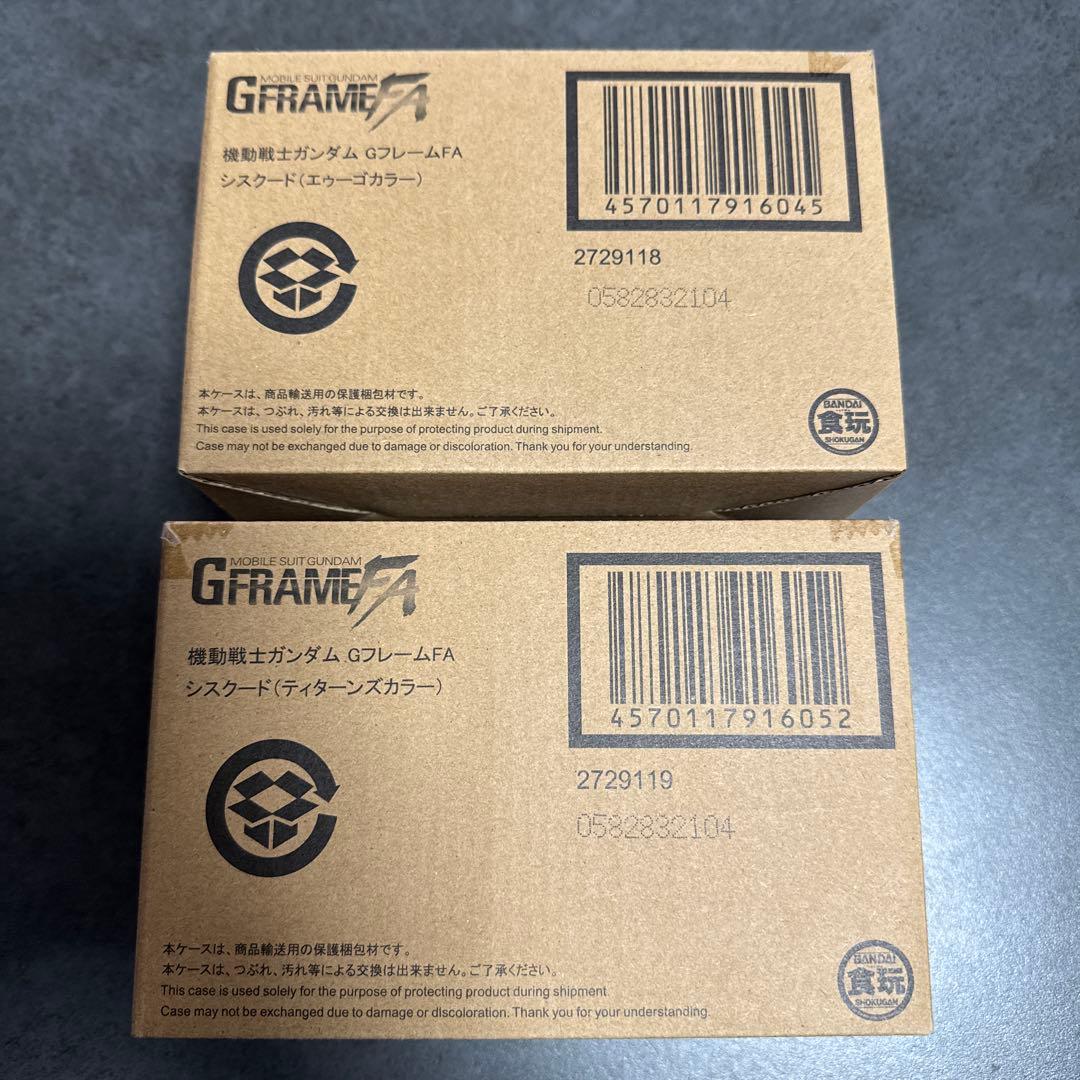 MOBILE SUIT GUNDAM
GFRAMEFA
機動戦士ガンダム GフレームFA
シスクード(エゥーゴカラー)
4570117916045
2729118
0582832104
本ケースは、商品輸送用の保護梱包材です。
本ケースは、つぶれ、汚れ等による交換は出来ません。ご了承ください。
This case is used solely for the purpose of protecting product during shipment.
Case may not be exchanged due to damage or discoloration. Thank you for your understanding.
BANDAI
食玩
SHOKUGAN
MOBILE SUIT GUNDAM
GFRAMEFA
機動戦士ガンダム GフレームFA
シスクード(ティターンズカラー)
4570117916052
2729119
0582832104
本ケースは、商品輸送用の保護梱包材です。
本ケースは、つぶれ、汚れ等による交換は出来ません。ご了承ください。
This case is used solely for the purpose of protecting product during shipment.
Case may not be exchanged due to damage or discoloration. Thank you for your understanding.
BANDAI
食玩
SHOKUGAN